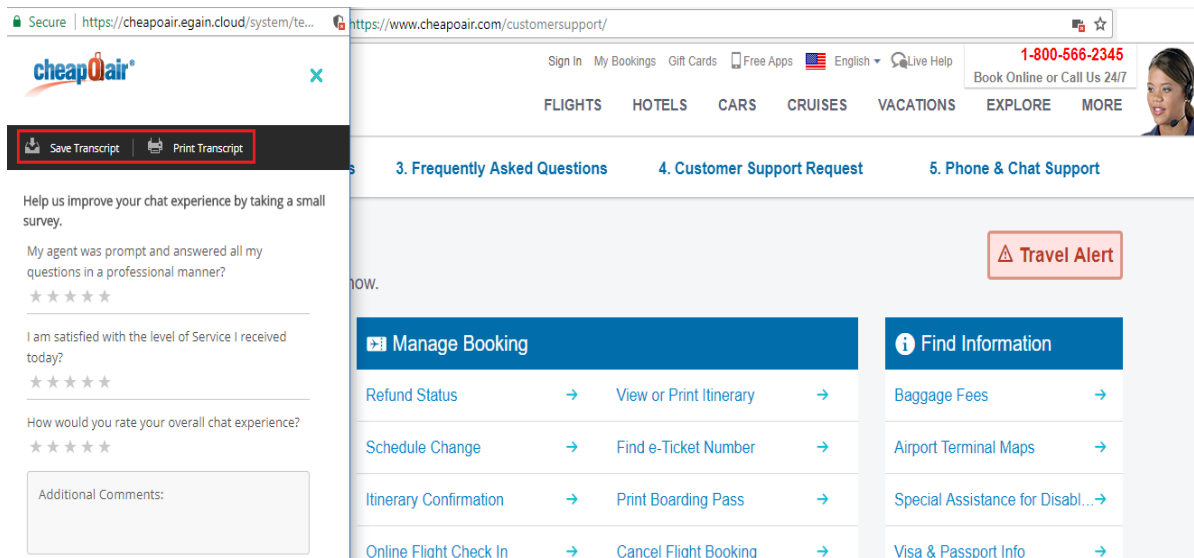 Secure | https://cheapoair.egain.cloud/system/te...
https://www.cheapoair.com/customersupport/
cheapOair®
×
Save Transcript | Print Transcript
Help us improve your chat experience by taking a small
survey.
My agent was prompt and answered all my
questions in a professional manner?
I am satisfied with the level of Service I received
today?
How would you rate your overall chat experience?
Additional Comments:
Sign In My Bookings Gift Cards Free Apps English Live Help
1-800-566-2345
Book Online or Call Us 24/7
FLIGHTS HOTELS CARS CRUISES VACATIONS EXPLORE MORE
s 3. Frequently Asked Questions 4. Customer Support Request 5. Phone & Chat Support
Travel Alert
now.
Manage Booking
Refund Status → View or Print Itinerary →
Schedule Change → Find e-Ticket Number →
Itinerary Confirmation → Print Boarding Pass →
Online Flight Check In → Cancel Flight Booking →
Find Information
Baggage Fees →
Airport Terminal Maps →
Special Assistance for Disabl...→
Visa & Passport Info →